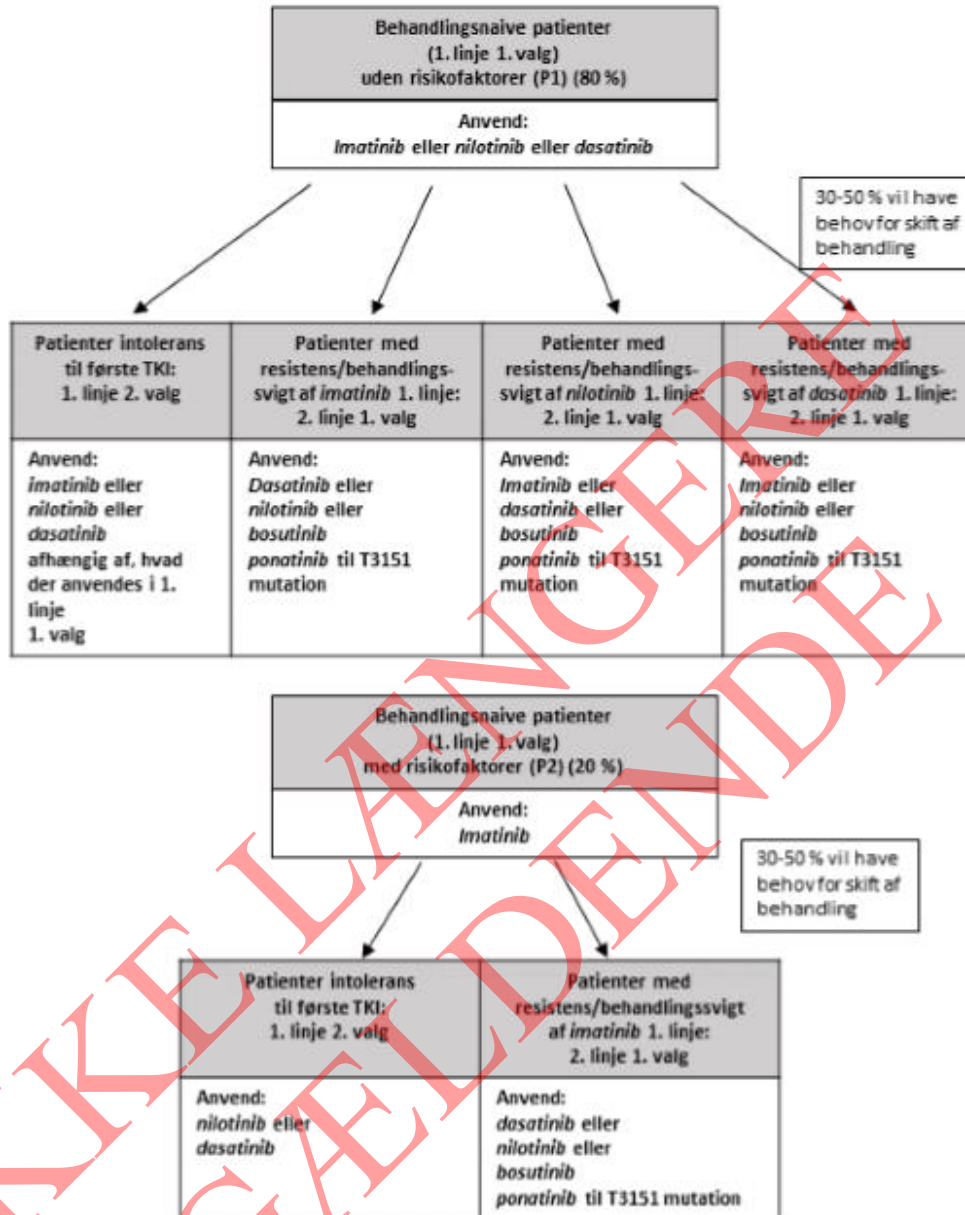 Behandlingsnaive patienter
(1. linje 1. valg)
uden risikofaktorer (P1) (80 %)
Anvend:
Imatinib eller nilotinib eller dasatinib
30-50 % vil have
behov for skift af
behandling
Patienter intolerans
til første TKI:
1. linje 2. valg
Patienter med
resistens/behandlings-
svigt af imatinib 1. linje:
2. linje 1. valg
Patienter med
resistens/behandlings-
svigt af nilotinib 1. linje:
2. linje 1. valg
Patienter med
resistens/behandlings-
svigt af dasatinib 1. linje:
2. linje 1. valg
Anvend:
imatinib eller
nilotinib eller
dasatinib
afhængig af, hvad
der anvendes i 1.
linje
1. valg
Anvend:
Dasatinib eller
nilotinib eller
bosutinib
ponatinib til T3151
mutation
Anvend:
Imatinib eller
dasatinib eller
bosutinib
ponatinib til T3151
mutation
Anvend:
Imatinib eller
nilotinib eller
bosutinib
ponatinib til T3151
mutation
Behandlingsnaive patienter
(1. linje 1. valg)
med risikofaktorer (P2) (20 %)
Anvend:
Imatinib
30-50 % vil have
behov for skift af
behandling
Patienter intolerans
til første TKI:
1. linje 2. valg
Patienter med
resistens/behandlingssvigt
af imatinib 1. linje:
2. linje 1. valg
Anvend:
nilotinib eller
dasatinib
Anvend:
dasatinib eller
nilotinib eller
bosutinib
ponatinib til T3151 mutation
IKKE LÆNGERE
GÆLDENDE